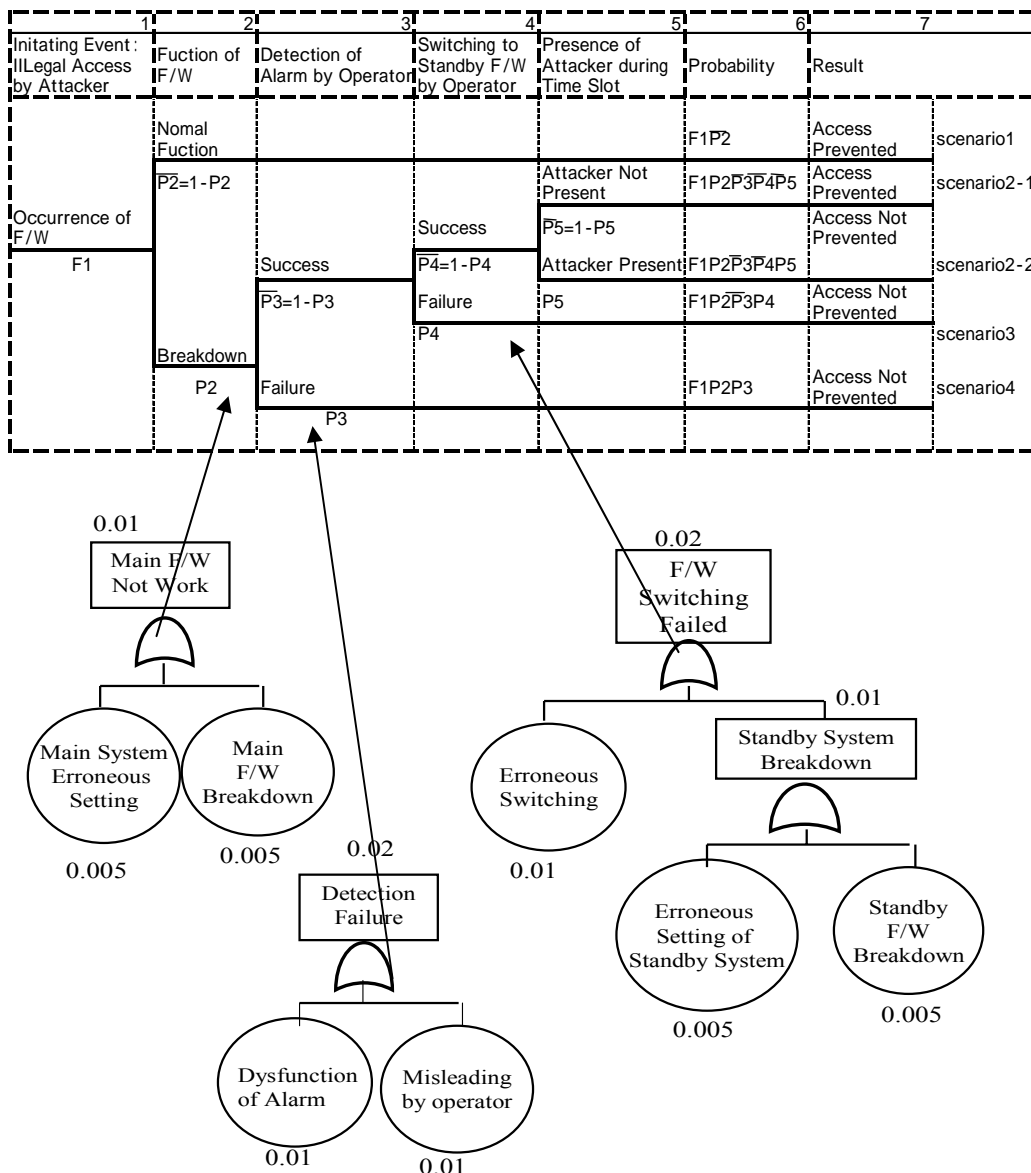 1 2 3 4 5 6 7
Initating Event:
IILegal Access
by Attacker
Fuction of
F/W
Detection of
Alarm by Operator
Switching to
Standby F/W
by Operator
Presence of
Attacker during
Time Slot
Probability
Result
Nomal
Fuction
F1P̅2̅
Access
Prevented
scenario1
P̅2̅=1-P2
Attacker Not
Present
F1P2P̅3̅P̅4̅P̅5
Access
Prevented
scenario2-1
Occurrence of
F/W
F1
Success
P̅5=1-P5
Access Not
Prevented
Success
P̅4̅=1-P4
Attacker Present
F1P2P̅3̅P̅4P5
scenario2-2
P̅3̅=1-P3
Failure
P5
F1P2P̅3̅P4
Access Not
Prevented
P4
scenario3
Breakdown
P2
Failure
F1P2P3
Access Not
Prevented
scenario4
P3
0.01
Main F/W
Not Work
Main System
Erroneous
Setting
0.005
Main
F/W
Breakdown
0.005
0.02
Detection
Failure
Dysfunction
of Alarm
0.01
Misleading
by operator
0.01
0.02
F/W
Switching
Failed
Erroneous
Switching
0.01
0.01
Standby System
Breakdown
Erroneous
Setting of
Standby System
0.005
Standby
F/W
Breakdown
0.005